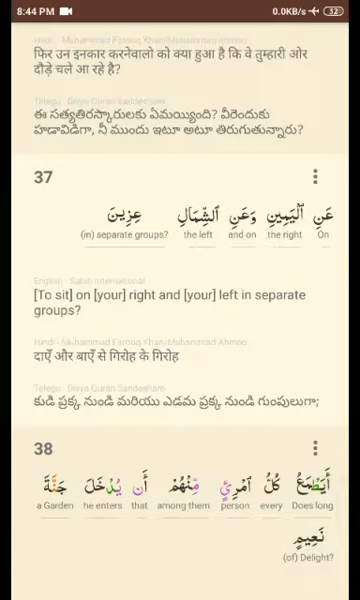 8:44 PM 0.0KB/s 32
Hindi - Muhammad Farooq Khan/Muhammad Ahmed
फिर उन इनकार करनेवालो को क्या हुआ है कि वे तुम्हारी ओर
दौड़े चले आ रहे है?
Telugu - Divya Quran Sandesham
ఈ సత్యతిరస్కారులకు ఏమయ్యింది? వీరెందుకు
హడావిడిగా, నీ ముందు ఇటూ అటూ తిరుగుతున్నారు?
37
عَنِ ٱلْيَمِينِ وَعَنِ ٱلشِّمَالِ عِزِينَ
(in) separate groups? the left and on the right On
English - Sahih International
[To sit] on [your] right and [your] left in separate
groups?
Hindi - Muhammad Farooq Khan/Muhammad Ahmed
दाएँ और बाएँ से गिरोह के गिरोह
Telugu - Divya Quran Sandesham
కుడి ప్రక్క నుండి మరియు ఎడమ ప్రక్క నుండి గుంపులుగా;
38
أَيَطْمَعُ كُلُّ ٱمْرِئٍ مِّنْهُمْ أَن يُدْخَلَ جَنَّةَ
a Garden he enters that among them person every Does long
نَعِيمٍ
(of) Delight?